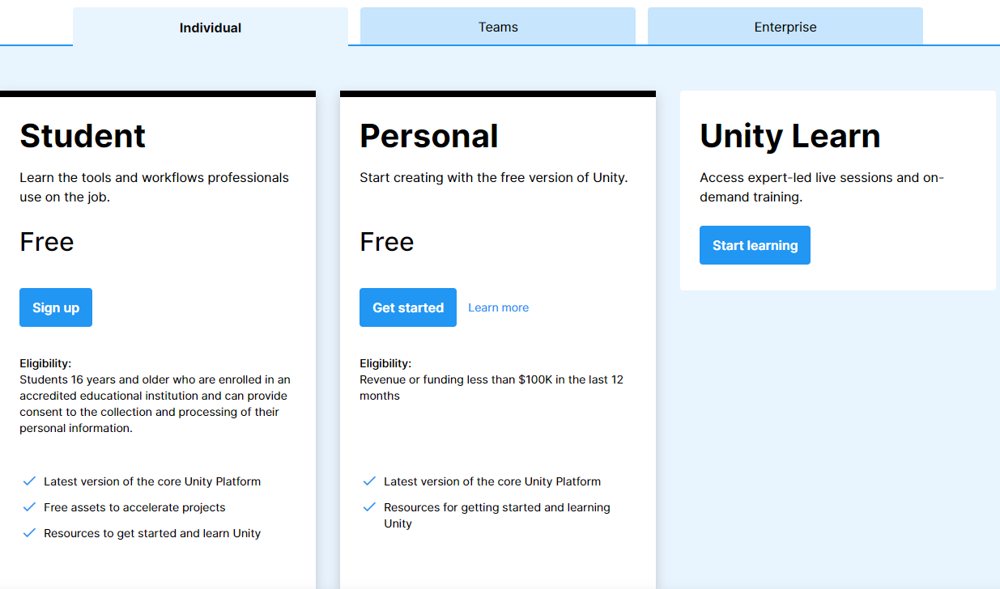 Individual
Teams
Enterprise
Student
Learn the tools and workflows professionals
use on the job.
Free
Sign up
Eligibility:
Students 16 years and older who are enrolled in an
accredited educational institution and can provide
consent to the collection and processing of their
personal information.
Latest version of the core Unity Platform
Free assets to accelerate projects
Resources to get started and learn Unity
Personal
Start creating with the free version of Unity.
Free
Get started
Learn more
Eligibility:
Revenue or funding less than $100K in the last 12
months
Latest version of the core Unity Platform
Resources for getting started and learning
Unity
Unity Learn
Access expert-led live sessions and on-
demand training.
Start learning